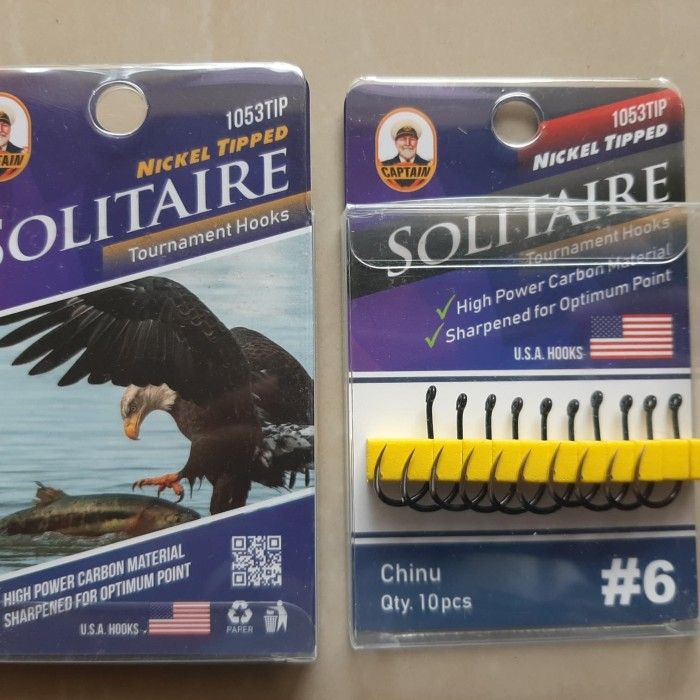 1053TIP
TAIN
NICKEL TIPPED
SOLITAIRE
Tournament Hooks
HIGH POWER CARBON MATERIAL
SHARPENED FOR OPTIMUM POINT
U.S.A. HOOKS
PAPER
1053TIP
CAPTAIN
NICKEL TIPPED
SOLITAIRE
Tournament Hooks
High Power Carbon Material
Sharpened for Optimum Point
U.S.A. HOOKS
Chinu
Qty. 10pcs
#6